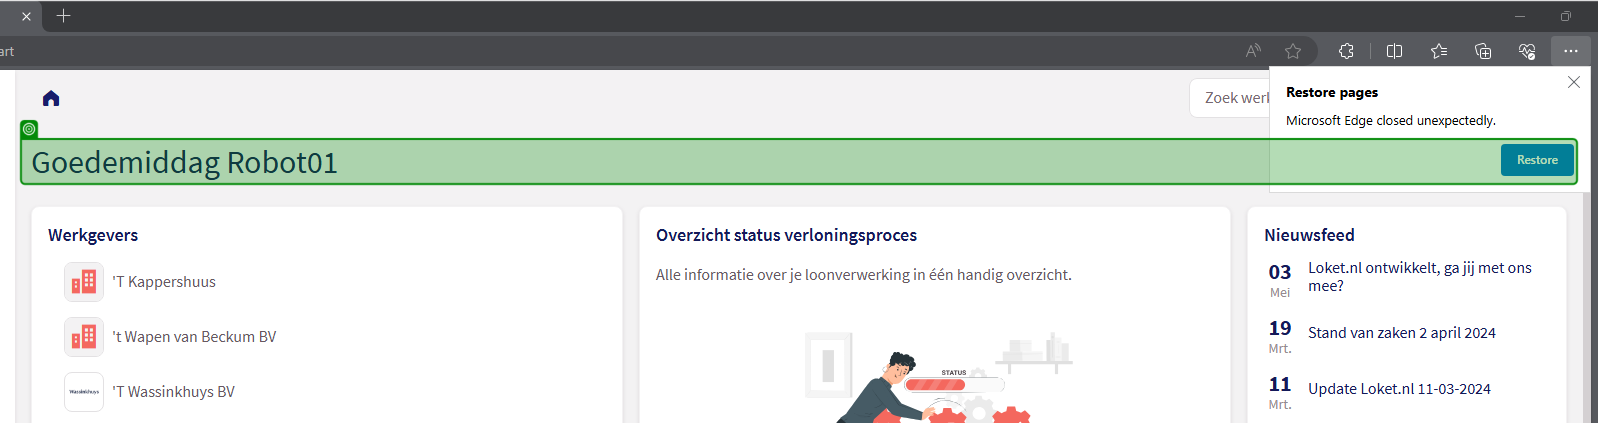 art
Zoek werk
Restore pages
Microsoft Edge closed unexpectedly.
Restore
Goedemiddag Robot01
Werkgevers
'T Kappershuus
't Wapen van Beckum BV
Wassinkhuys
'T Wassinkhuys BV
Overzicht status verloningsproces
Alle informatie over je loonverwerking in één handig overzicht.
STATUS
Nieuwsfeed
03
Mei
Loket.nl ontwikkelt, ga jij met ons
mee?
19
Mrt.
Stand van zaken 2 april 2024
11
Mrt.
Update Loket.nl 11-03-2024